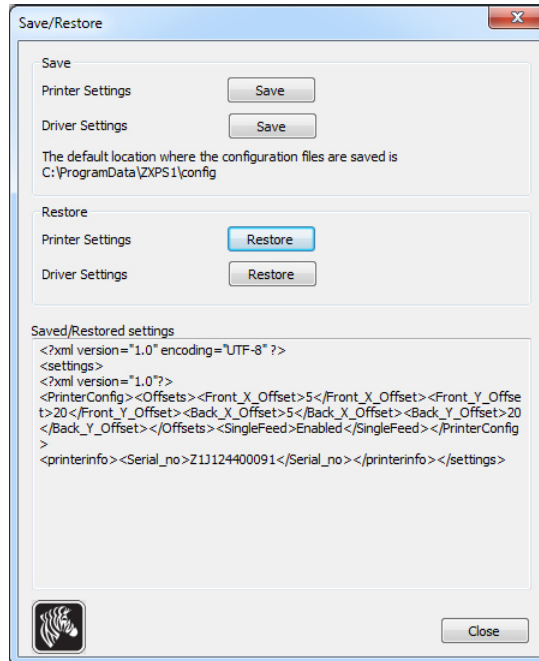 Save/Restore
Save
Printer Settings
Save
Driver Settings
Save
The default location where the configuration files are saved is
C:\ProgramData\ZXPS1\config
Restore
Printer Settings
Restore
Driver Settings
Restore
Saved/Restored settings
<?xml version="1.0" encoding="UTF-8" ?>
<settings>
<?xml version="1.0"?>
<PrinterConfig><Offsets><Front_X_Offset>5</Front_X_Offset><Front_Y_Offse
t>20</Front_Y_Offset><Back_X_Offset>5</Back_X_Offset><Back_Y_Offset>20
</Back_Y_Offset></Offsets><SingleFeed>Enabled</SingleFeed></PrinterConfig
>
<printerinfo><Serial_no>Z1J124400091</Serial_no></printerinfo></settings>
Close